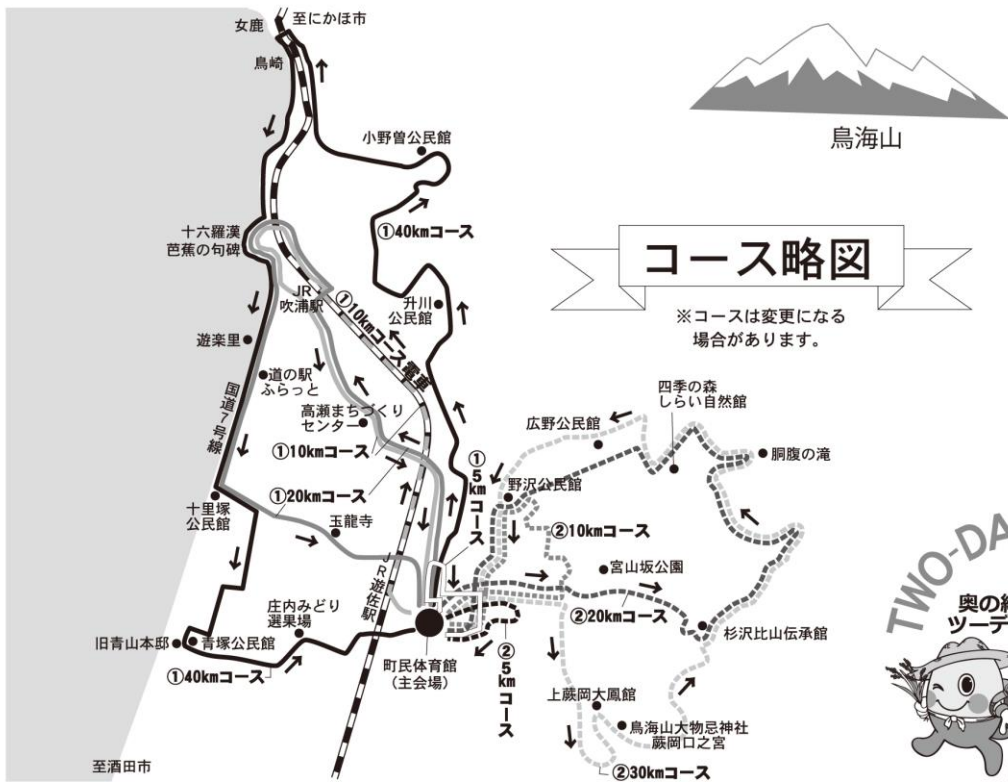 至にかほ市
女鹿
鳥崎
鳥海山
小野曽公民館
①40kmコース
十六羅漢
芭蕉の句碑
コース略図
※コースは変更になる
場合があります。
JR
吹浦駅
①10kmコース電車
升川
公民館
遊楽里
道の駅
ふらっと
国道7号線
高瀬まちづくり
センター
①10kmコース
①20kmコース
①5kmコース
四季の森
しらい自然館
広野公民館
胴腹の滝
野沢公民館
十里塚
公民館
玉龍寺
②10kmコース
宮山坂公園
②20kmコース
杉沢比山伝承館
JR遊佐駅
庄内みどり
選果場
旧青山本邸
青塚公民館
①40kmコース
町民体育館
(主会場)
②5kmコース
上蕨岡大鳳館
鳥海山大物忌神社
蕨岡口之宮
②30kmコース
至酒田市
TWO-DA
奥の細
ツーデ